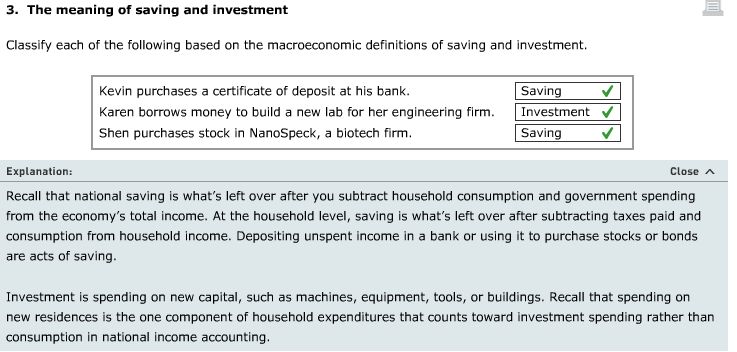 3. The meaning of saving and investment
Classify each of the following based on the macroeconomic definitions of saving and investment.
Kevin purchases a certificate of deposit at his bank. Saving
Karen borrows money to build a new lab for her engineering firm. Investment
Shen purchases stock in NanoSpeck, a biotech firm. Saving
Explanation: Close
Recall that national saving is what's left over after you subtract household consumption and government spending
from the economy's total income. At the household level, saving is what's left over after subtracting taxes paid and
consumption from household income. Depositing unspent income in a bank or using it to purchase stocks or bonds
are acts of saving.
Investment is spending on new capital, such as machines, equipment, tools, or buildings. Recall that spending on
new residences is the one component of household expenditures that counts toward investment spending rather than
consumption in national income accounting.